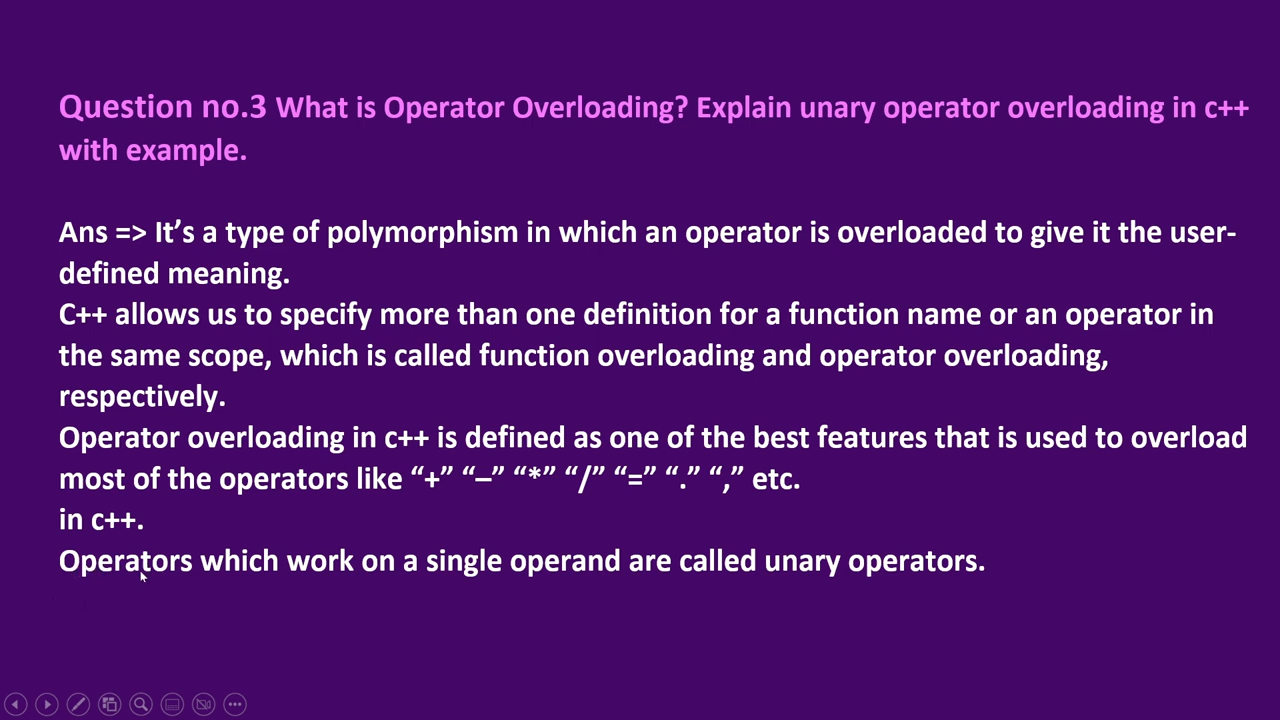 Question no.3 What is Operator Overloading? Explain unary operator overloading in c++
with example.
Ans => It’s a type of polymorphism in which an operator is overloaded to give it the user-
defined meaning.
C++ allows us to specify more than one definition for a function name or an operator in
the same scope, which is called function overloading and operator overloading,
respectively.
Operator overloading in c++ is defined as one of the best features that is used to overload
most of the operators like “+” “–” “*” “/” “=” “.” “,” etc.
in c++.
Operators which work on a single operand are called unary operators.